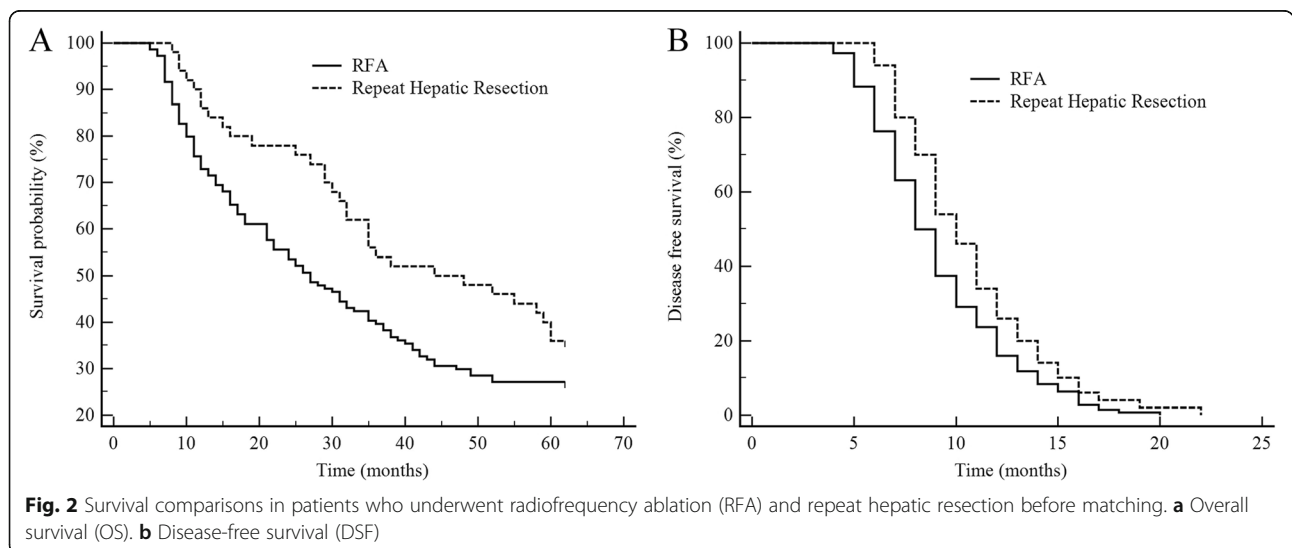 A
Survival probability (%)
100
90
80
70
60
50
40
30
20
RFA
Repeat Hepatic Resection
0 10 20 30 40 50 60 70
Time (months)
B
Disease free survival (%)
100
80
60
40
20
0
RFA
Repeat Hepatic Resection
0 5 10 15 20 25
Time (months)
Fig. 2 Survival comparisons in patients who underwent radiofrequency ablation (RFA) and repeat hepatic resection before matching. a Overall
survival (OS). b Disease-free survival (DSF)